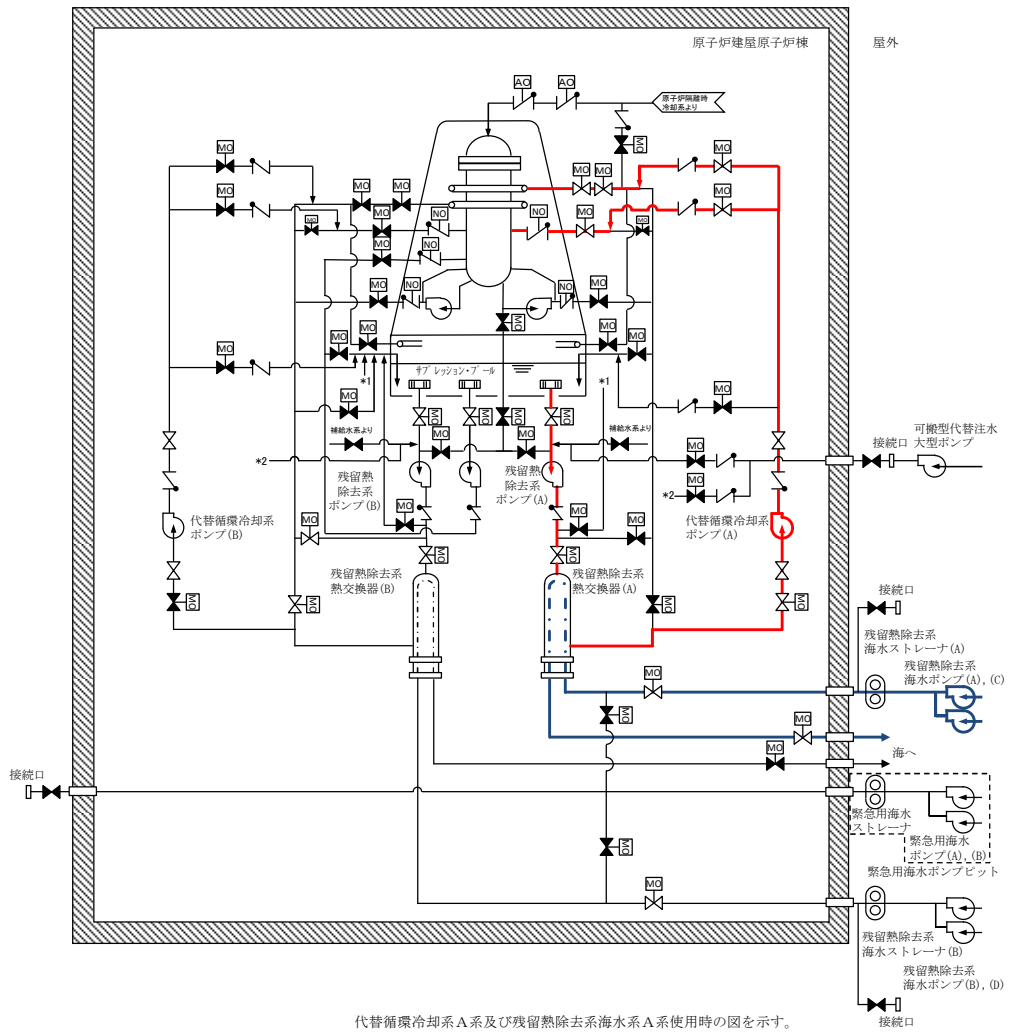 原子炉建屋原子炉棟
屋外
AO
AO
原子炉隔離時
冷却系より
MO
MO
MO
MO
MO
MO
MO
MO
MO
MO
MO
MO
NO
NO
MO
MO
MO
NO
MO
NO
NO
MO
MO
MO
MO
MO
MO
MO
サプレッション・プール
*1
*1
MO
MO
MO
MO
MO
MO
MO
補給水系より
補給水系より
MO
MO
MO
*2
*2
MO
接続口
可搬型代替注水
大型ポンプ
残留熱
除去系
ポンプ(B)
残留熱
除去系
ポンプ(A)
代替循環冷却系
ポンプ(B)
代替循環冷却系
ポンプ(A)
MO
MO
MO
MO
MO
MO
残留熱除去系
熱交換器(B)
残留熱除去系
熱交換器(A)
MO
MO
MO
MO
接続口
残留熱除去系
海水ストレーナ(A)
残留熱除去系
海水ポンプ(A),(C)
MO
MO
MO
MO
海へ
接続口
緊急用海水
ストレーナ
緊急用海水
ポンプ(A),(B)
緊急用海水ポンプピット
MO
MO
残留熱除去系
海水ストレーナ(B)
残留熱除去系
海水ポンプ(B),(D)
接続口
代替循環冷却系A系及び残留熱除去系海水系A系使用時の図を示す。